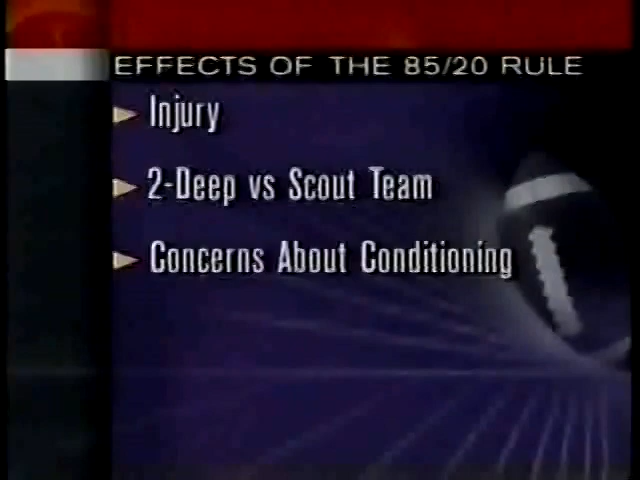 EFFECTS OF THE 85/20 RULE
Injury
2-Deep vs Scout Team
Concerns About Conditioning